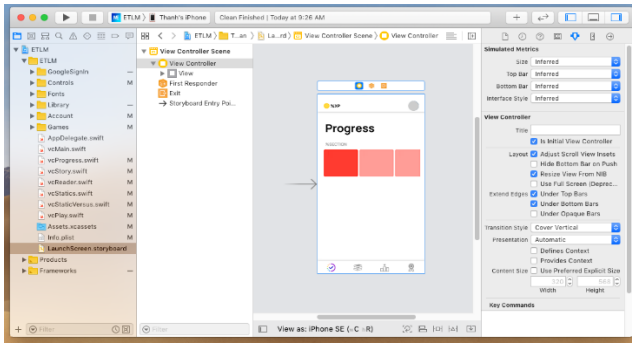 ETLM
Thanh's iPhone
Clean Finished | Today at 9:26 AM
ETLM
T...an
La...rd)
View Controller Scene
View Controller
ETLM
ETLM
GoogleSignin
Controls M
Fonts
Library
Account M
Games M
AppDelegate.swift
vcMain.swift
vcProgress.swift M
vcStory.swift M
vcReader.swift M
vcStatics.swift M
vcStaticVersus.swift M
vcPlay.swift M
Assets.xcassets M
Info.plist M
LaunchScreen.storyboard
Products
Frameworks
Filter
View Controller Scene
View Controller
View
First Responder
Exit
Storyboard Entry Poi...
Filter
Progress
View as: iPhone SE
Simulated Metrics
Size Inferred
Top Bar Inferred
Bottom Bar Inferred
Interface Style Inferred
View Controller
Title
Is Initial View Controller
Layout Adjust Scroll View Insets
Hide Bottom Bar on Push
Resize View From NIB
Use Full Screen (Deprec...
Extend Edges Under Top Bars
Under Bottom Bars
Under Opaque Bars
Transition Style Cover Vertical
Presentation Automatic
Defines Context
Provides Context
Content Size Use Preferred Explicit Size
320 568
Width Height
Key Commands